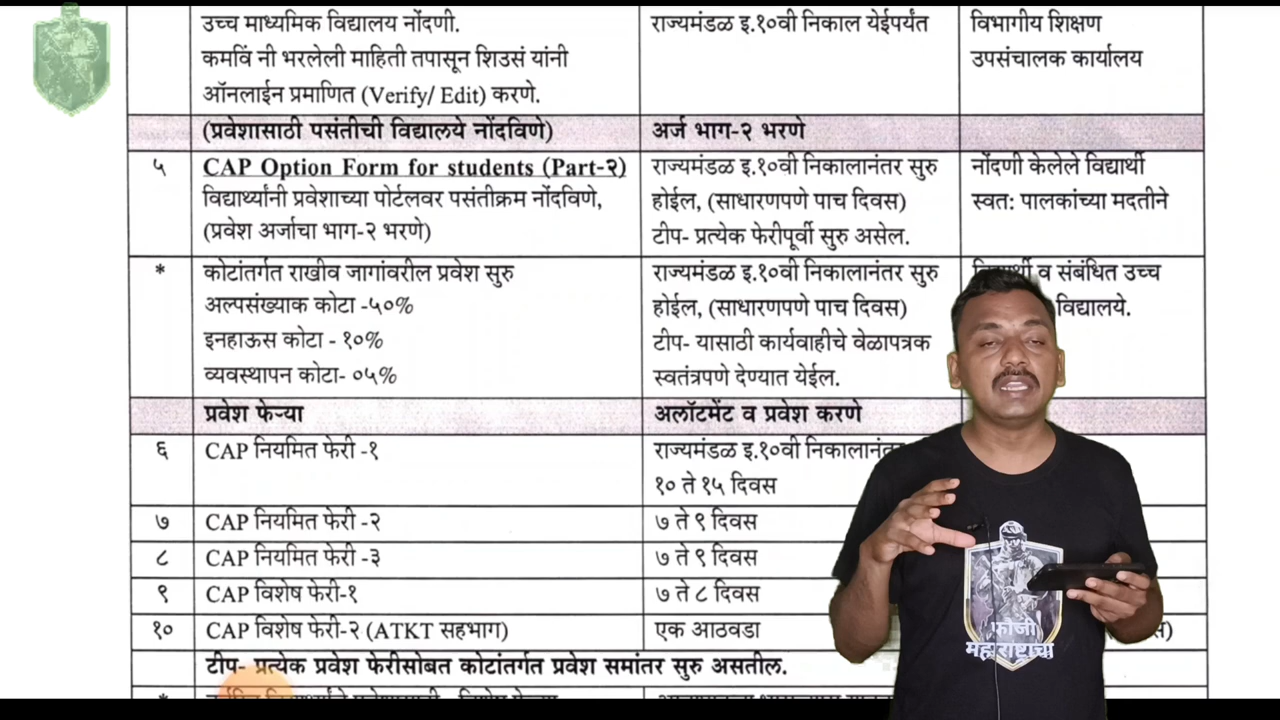 उच्च माध्यमिक विद्यालय नोंदणी.
कमविं नी भरलेली माहिती तपासून शिउसं यांनी
ऑनलाईन प्रमाणित (Verify/ Edit) करणे.
राज्यमंडळ इ.१०वी निकाल येईपर्यंत
विभागीय शिक्षण
उपसंचालक कार्यालय
(प्रवेशासाठी पसंतीची विद्यालये नोंदविणे)
अर्ज भाग-२ भरणे
५
CAP Option Form for students (Part-२)
विद्यार्थ्यांनी प्रवेशाच्या पोर्टलवर पसंतीक्रम नोंदविणे,
(प्रवेश अर्जाचा भाग-२ भरणे)
राज्यमंडळ इ.१०वी निकालानंतर सुरु
होईल, (साधारणपणे पाच दिवस)
टीप- प्रत्येक फेरीपूर्वी सुरु असेल.
नोंदणी केलेले विद्यार्थी
स्वत: पालकांच्या मदतीने
*
कोटांतर्गत राखीव जागांवरील प्रवेश सुरु
अल्पसंख्याक कोटा -५०%
इनहाऊस कोटा - १०%
व्यवस्थापन कोटा- ०५%
राज्यमंडळ इ.१०वी निकालानंतर सुरु
होईल, (साधारणपणे पाच दिवस)
टीप- यासाठी कार्यवाहीचे वेळापत्रक
स्वतंत्रपणे देण्यात येईल.
व संबंधित उच्च
विद्यालये.
प्रवेश फेऱ्या
अलॉटमेंट व प्रवेश करणे
६
CAP नियमित फेरी -१
राज्यमंडळ इ.१०वी निकालानंतर
१० ते १५ दिवस
७
CAP नियमित फेरी -२
७ ते ९ दिवस
८
CAP नियमित फेरी -३
७ ते ९ दिवस
९
CAP विशेष फेरी-१
७ ते ८ दिवस
१०
CAP विशेष फेरी-२ (ATKT सहभाग)
एक आठवडा
टीप- प्रत्येक प्रवेश फेरीसोबत कोटांतर्गत प्रवेश समांतर सुरु असतील.
फौजी
महाराष्ट्राचा